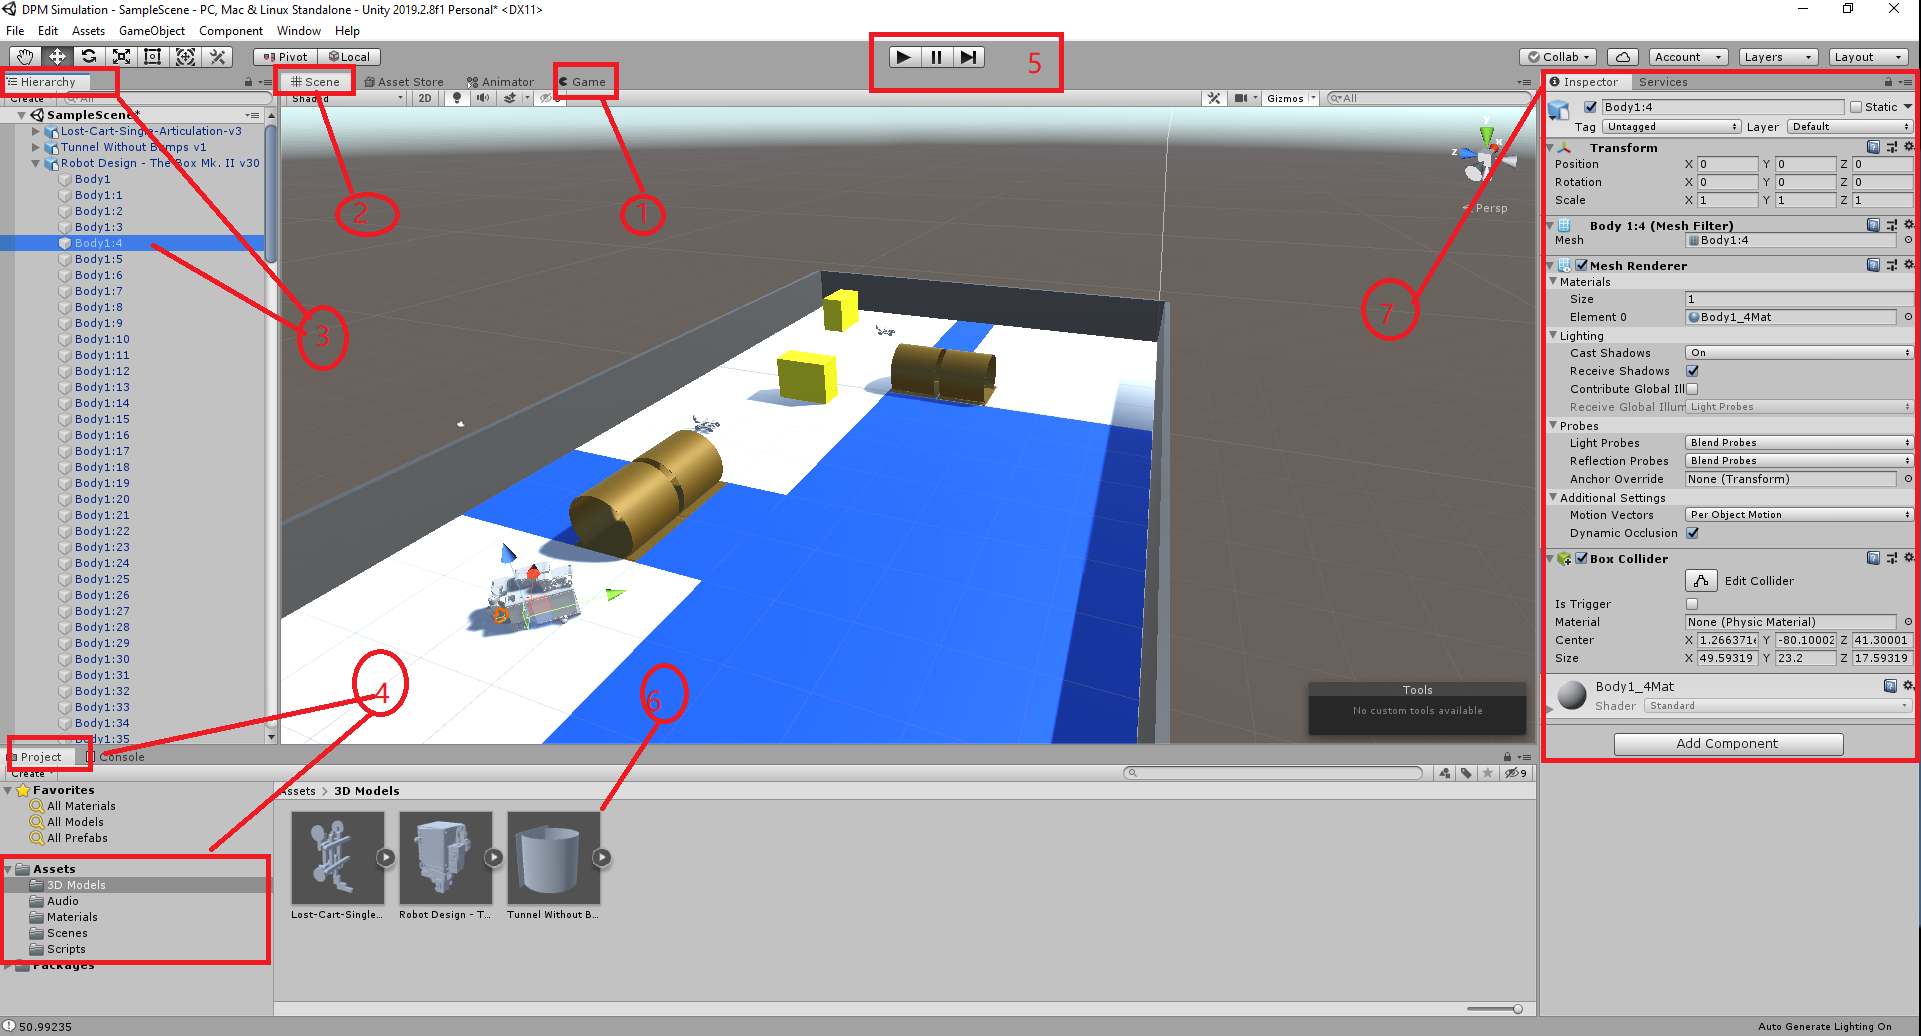 DPM Simulation - SampleScene - PC, Mac & Linux Standalone - Unity 2019.2.8f1 Personal* <DX11>
File Edit Assets GameObject Component Window Help
Pivot Local
5
Collab Account Layers Layout
Hierarchy
Create All
SampleScene*
Lost-Cart-Single-Articulation-v3
Tunnel Without Bumps v1
Robot Design - The Box Mk. II v30
Body1
Body1:1
Body1:2
Body1:3
Body1:4
Body1:5
Body1:6
Body1:7
Body1:8
Body1:9
Body1:10
Body1:11
Body1:12
Body1:13
Body1:14
Body1:15
Body1:16
Body1:17
Body1:18
Body1:19
Body1:20
Body1:21
Body1:22
Body1:23
Body1:24
Body1:25
Body1:26
Body1:27
Body1:28
Body1:29
Body1:30
Body1:31
Body1:32
Body1:33
Body1:34
Body1:35
Scene Asset Store Animator Game
Shaded 2D Gizmos All
y
x
z
Persp
2
1
3
7
4
6
Tools
No custom tools available
Inspector Services
Body1:4 Static
Tag Untagged Layer Default
Transform
Position X 0 Y 0 Z 0
Rotation X 0 Y 0 Z 0
Scale X 1 Y 1 Z 1
Body 1:4 (Mesh Filter)
Mesh Body1:4
Mesh Renderer
Materials
Size 1
Element 0 Body1_4Mat
Lighting
Cast Shadows On
Receive Shadows
Contribute Global Ill
Receive Global Illum Light Probes
Probes
Light Probes Blend Probes
Reflection Probes Blend Probes
Anchor Override None (Transform)
Additional Settings
Motion Vectors Per Object Motion
Dynamic Occlusion
Box Collider
Edit Collider
Is Trigger
Material None (Physic Material)
Center X 1.266371e Y -80.10002 Z 41.30001
Size X 49.59319 Y 23.2 Z 17.59319
Body1_4Mat
Shader Standard
Add Component
Project Console
Create
9
Favorites
All Materials
All Models
All Prefabs
Assets
3D Models
Audio
Materials
Scenes
Scripts
Packages
Assets > 3D Models
Lost-Cart-Single... Robot Design - T... Tunnel Without B...
50.99235
Auto Generate Lighting On